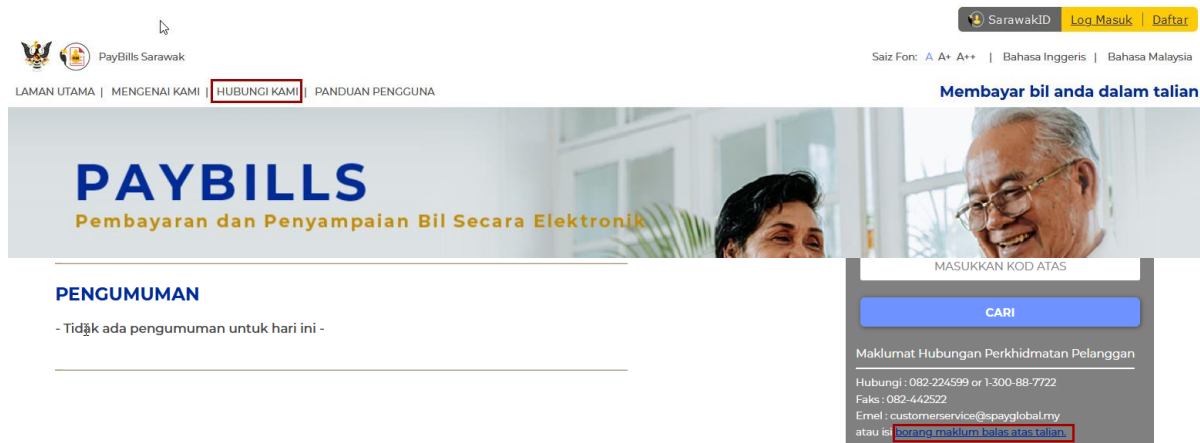 SarawakID Log Masuk | Daftar
PayBills Sarawak
Saiz Fon: A A+ A++ | Bahasa Inggeris | Bahasa Malaysia
LAMAN UTAMA | MENGENAI KAMI | HUBUNGI KAMI | PANDUAN PENGGUNA
Membayar bil anda dalam talian
PAYBILLS
Pembayaran dan Penyampaian Bil Secara Elektronik
PENGUMUMAN
- Tidak ada pengumuman untuk hari ini -
MASUKKAN KOD ATAS
CARI
Maklumat Hubungan Perkhidmatan Pelanggan
Hubungi : 082-224599 or 1-300-88-7722
Faks : 082-442522
Emel : customerservice@spayglobal.my
atau isi borang maklum balas atas talian.